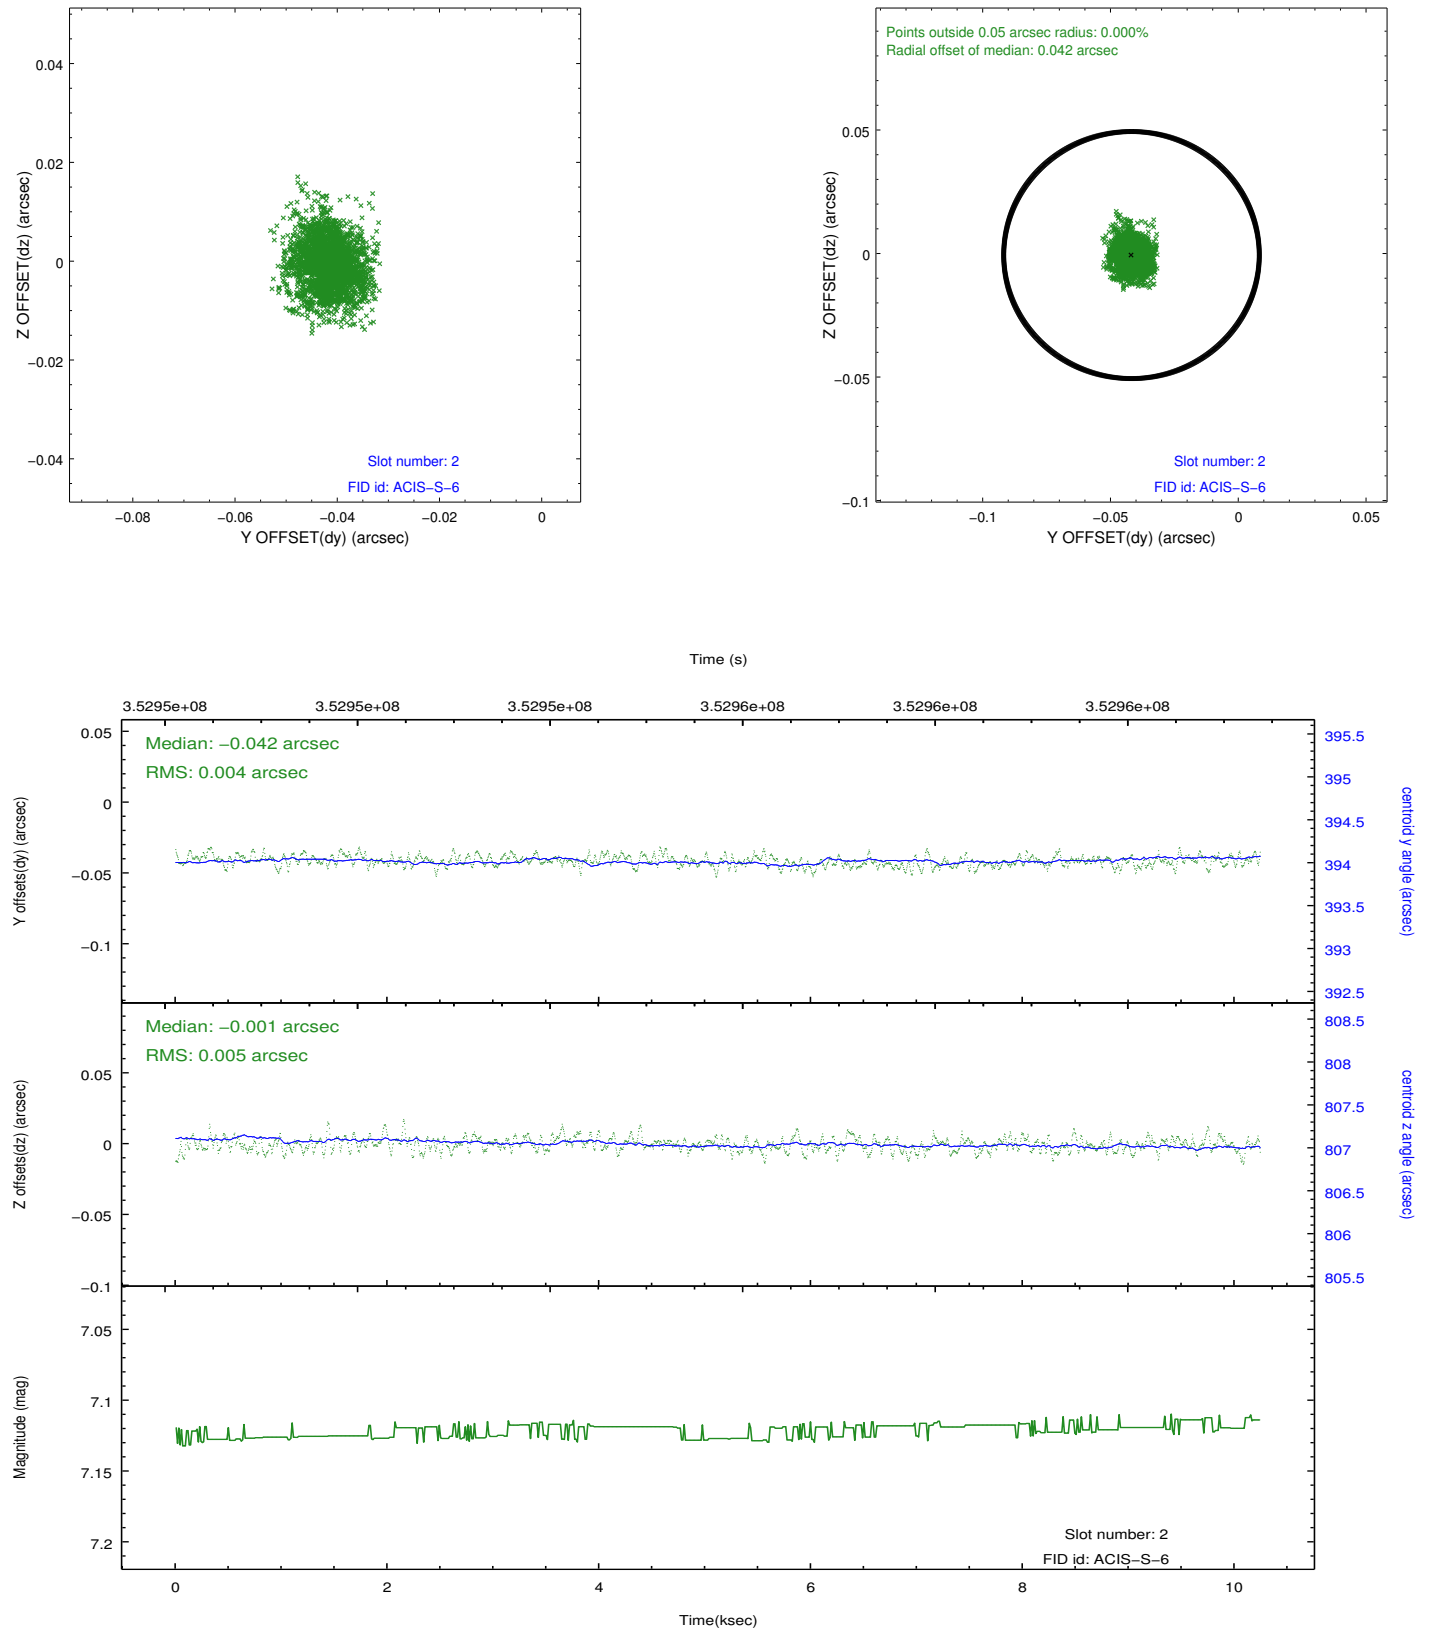 0.04
0.02
0
−0.02
−0.04
Z OFFSET(dz) (arcsec)
Slot number: 2
FID id: ACIS−S−6
−0.08
−0.06
−0.04
−0.02
0
Y OFFSET(dy) (arcsec)
Points outside 0.05 arcsec radius: 0.000%
Radial offset of median: 0.042 arcsec
0.05
0
−0.05
−0.1
Z OFFSET(dz) (arcsec)
Slot number: 2
FID id: ACIS−S−6
−0.1
−0.05
0
0.05
Y OFFSET(dy) (arcsec)
Time (s)
3.5295e+08
3.5295e+08
3.5295e+08
3.5296e+08
3.5296e+08
3.5296e+08
Median: −0.042 arcsec
RMS: 0.004 arcsec
0.05
0
−0.05
−0.1
Y offsets(dy) (arcsec)
395.5
395
394.5
394
393.5
393
392.5
centroid y angle (arcsec)
Median: −0.001 arcsec
RMS: 0.005 arcsec
0.05
0
−0.05
−0.1
Z offsets(dz) (arcsec)
808.5
808
807.5
807
806.5
806
805.5
centroid z angle (arcsec)
7.05
7.1
7.15
7.2
Magnitude (mag)
Slot number: 2
FID id: ACIS−S−6
0
2
4
6
8
10
Time(ksec)